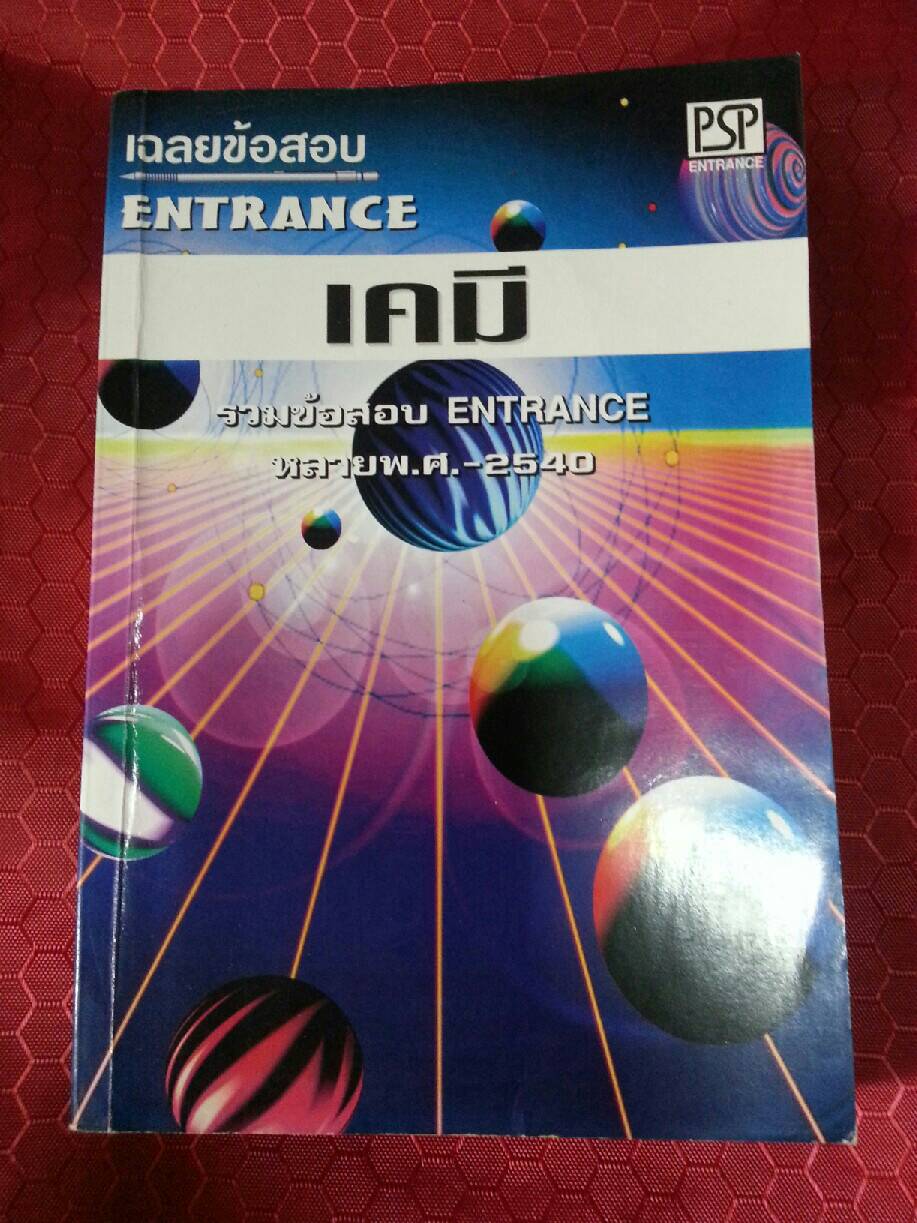 เฉลยข้อสอบ
ENTRANCE
PSP
ENTRANCE
เคมี
รวมข้อสอบ ENTRANCE
หลายพ.ศ.-2540